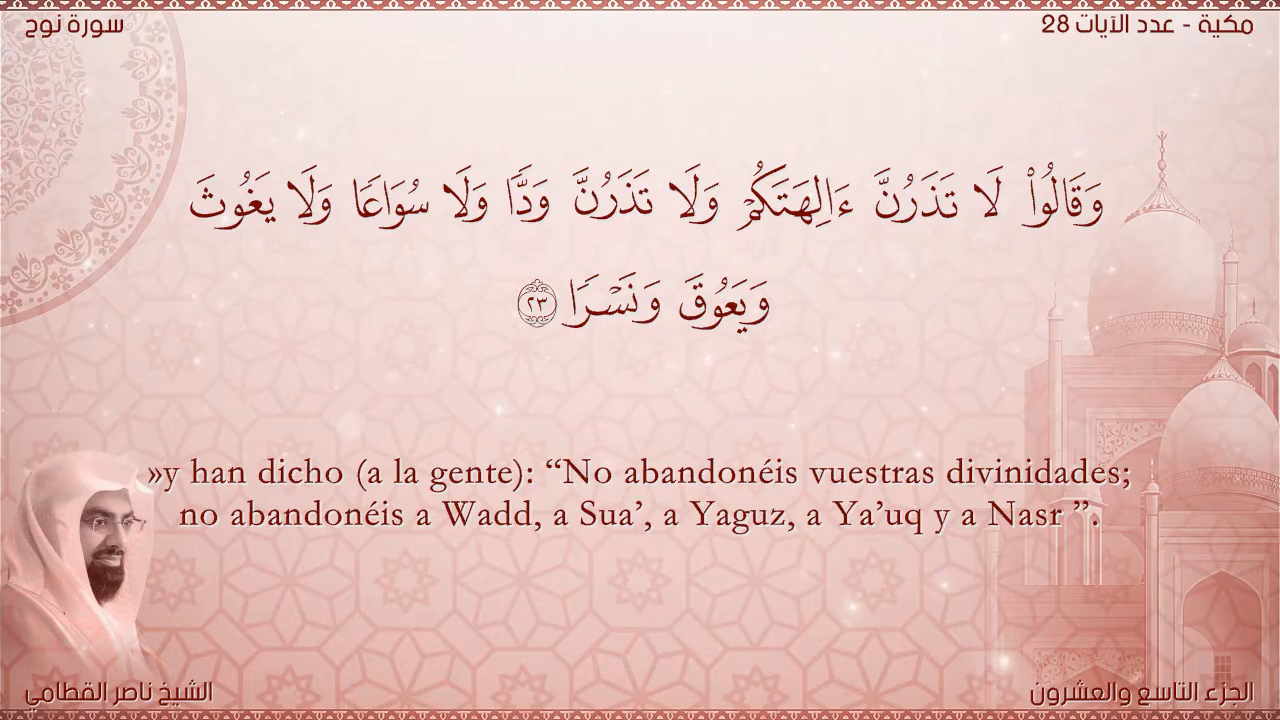 سورة نوح
مكية - عدد الآيات 28
وَقَالُوا۟ لَا تَذَرُنَّ ءَالِهَتَكُمْ وَلَا تَذَرُنَّ وَدًّا وَلَا سُوَاعًا وَلَا يَغُوثَ
وَيَعُوقَ وَنَسْرًا ٢٣
»y han dicho (a la gente): “No abandonéis vuestras divinidades;
no abandonéis a Wadd, a Sua’, a Yaguz, a Ya’uq y a Nasr ”.
الشيخ ناصر القطامي
الجزء التاسع والعشرون